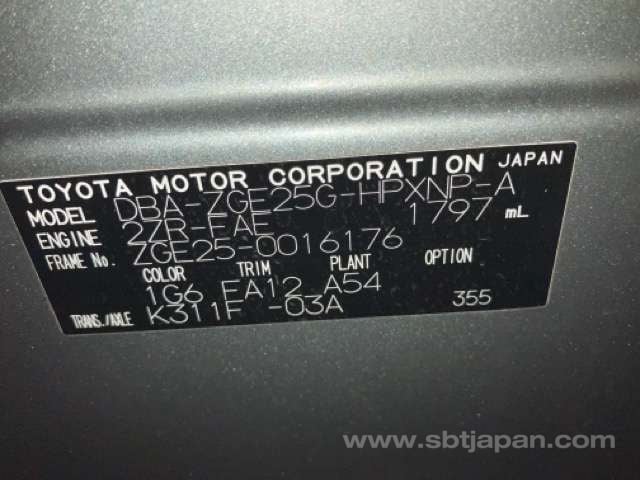 TOYOTA MOTOR CORPORATION JAPAN
MODEL DBA-ZGE25G-HPXNP-A
ENGINE 2ZR-FAE 1797 mL
FRAME No. ZGE25-0016176
COLOR TRIM PLANT OPTION
1G6 FA12 A54
TRANS./AXLE K311F -03A 355
www.sbtjapan.com